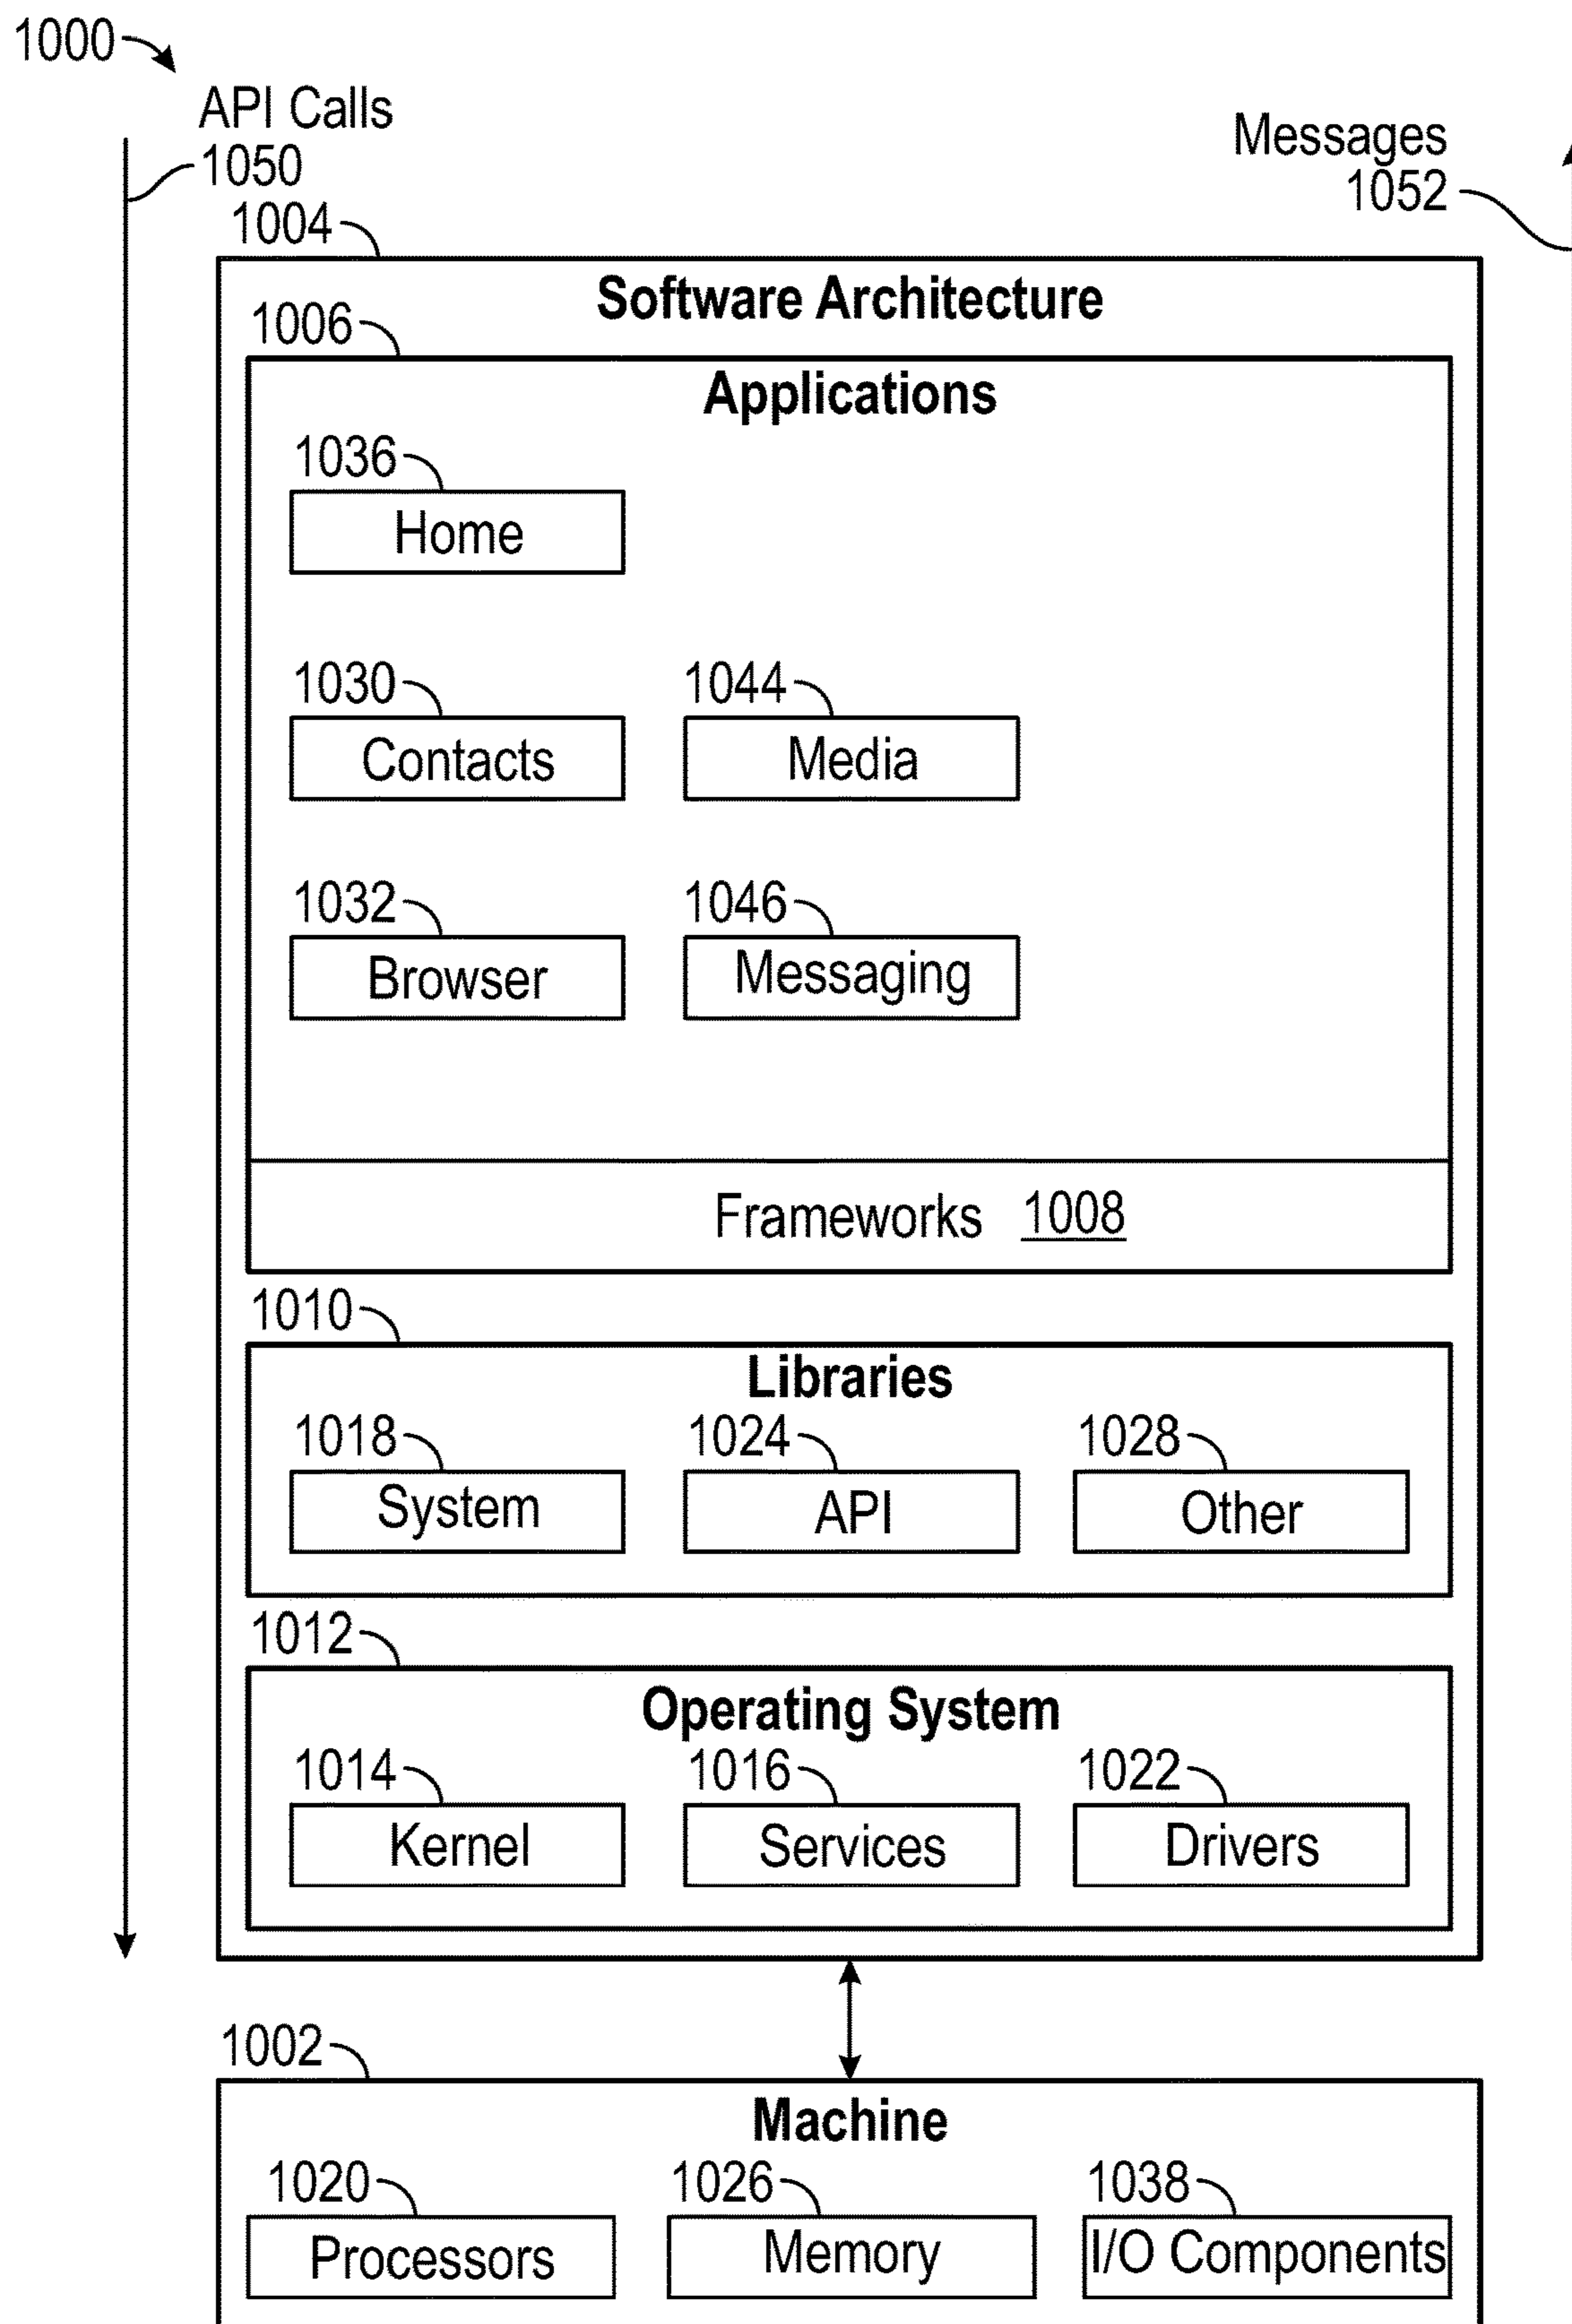 1000
API Calls
1050
Messages
1052
1004
Software Architecture
1006
Applications
1036
Home
1030
1044
Contacts
Media
1032
1046
Browser
Messaging
Frameworks 1008
1010
Libraries
1018
1024
1028
System
API
Other
1012
Operating System
1014
1016
1022
Kernel
Services
Drivers
1002
Machine
1020
1026
1038
Processors
Memory
I/O Components